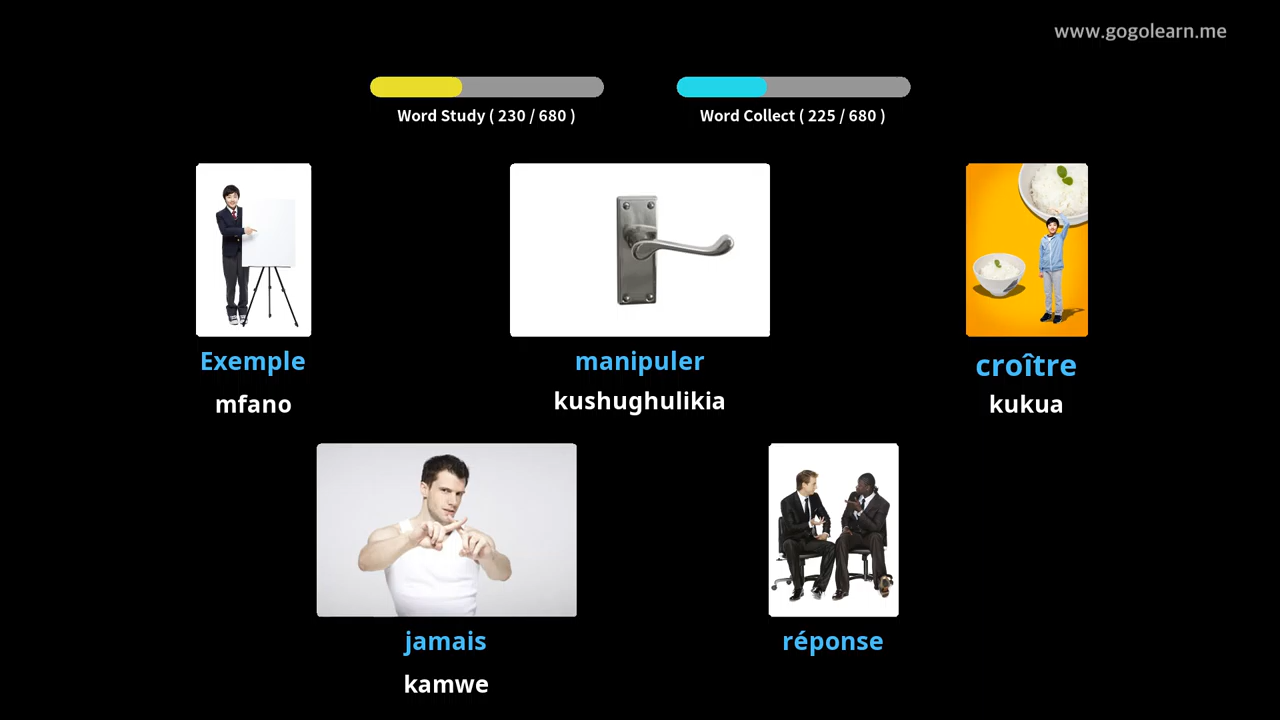 www.gogolearn.me
Word Study ( 230 / 680 )
Word Collect ( 225 / 680 )
Exemple
mfano
manipuler
kushughulikia
croître
kukua
jamais
kamwe
réponse